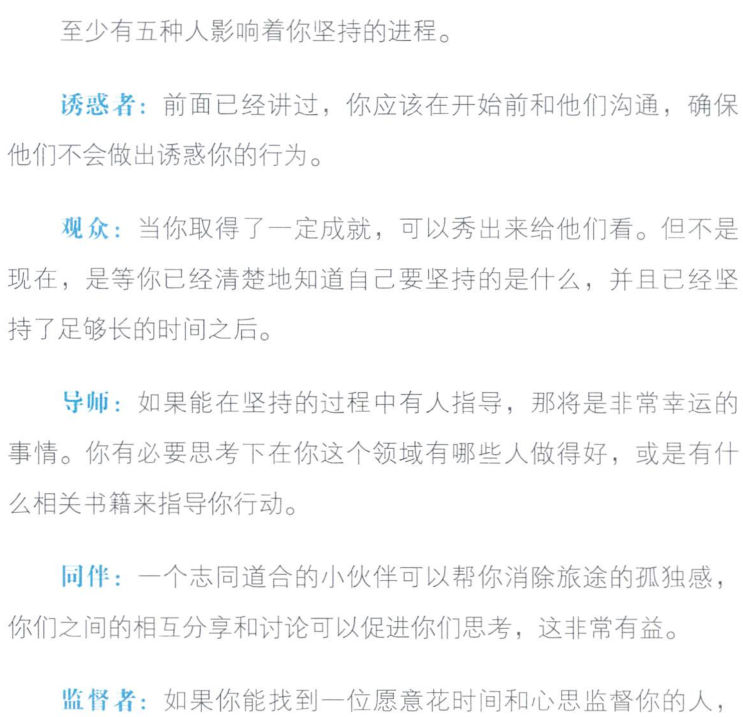 至少有五种人影响着你坚持的进程。
诱惑者：前面已经讲过，你应该在开始前和他们沟通，确保
他们不会做出诱惑你的行为。
观众：当你取得了一定成就，可以秀出来给他们看。但不是
现在，是等你已经清楚地知道自己要坚持的是什么，并且已经坚
持了足够长的时间之后。
导师：如果能在坚持的过程中有人指导，那将是非常幸运的
事情。你有必要思考下在你这个领域有哪些人做得好，或是有什
么相关书籍来指导你行动。
同伴：一个志同道合的小伙伴可以帮你消除旅途的孤独感，
你们之间的相互分享和讨论可以促进你们思考，这非常有益。
监督者：如果你能找到一位愿意花时间和心思监督你的人，